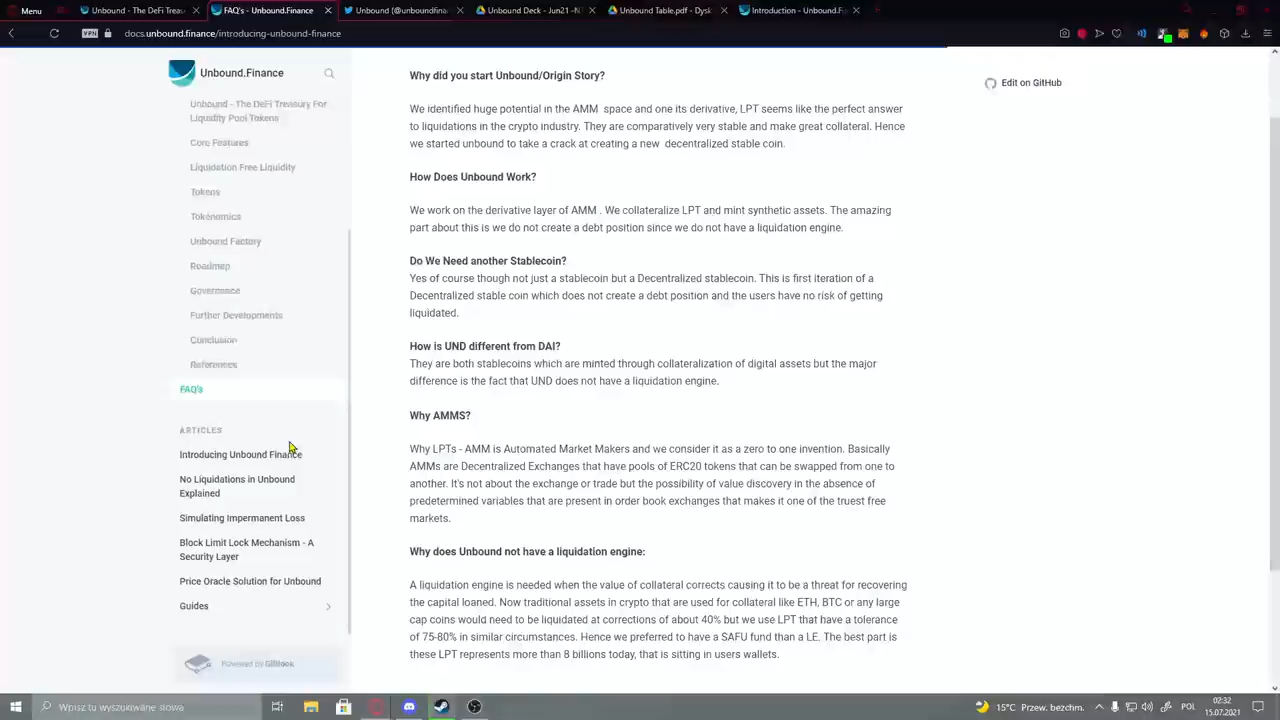 Menu
Unbound - The DeFi Tre
FAQ's - Unbound.Finance
Unbound (@unboundfin
Deck Unbound - Jun21 - 
Unbound Table.pdf - Dysk
Introduction - Unbound.F
VPN
docs.unbound.finance/introducing-unbound-finance
Unbound.Finance
Unbound - The DeFi Treasury For
Liquidity Pool Tokens
Core Features
Liquidation Free Liquidity
Tokens
Tokenomics
Unbound Factory
Roadmap
Governance
Further Developments
Conclusion
References
FAQ's
ARTICLES
Introducing Unbound Finance
No Liquidations in Unbound
Explained
Simulating Impermanent Loss
Block Limit Lock Mechanism - A
Security Layer
Price Oracle Solution for Unbound
Guides
Powered by GitBook
Why did you start Unbound/Origin Story?
We identified huge potential in the AMM  space and one its derivative, LPT seems like the perfect answer
to liquidations in the crypto industry. They are comparatively very stable and make great collateral. Hence
we started unbound to take a crack at creating a new  decentralized stable coin.
How Does Unbound Work?
We work on the derivative layer of AMM . We collateralize LPT and mint synthetic assets. The amazing
part about this is we do not create a debt position since we do not have a liquidation engine.
Do We Need another Stablecoin?
Yes of course though not just a stablecoin but a Decentralized stablecoin. This is first iteration of a
Decentralized stable coin which does not create a debt position and the users have no risk of getting
liquidated.
How is UND different from DAI?
They are both stablecoins which are minted through collateralization of digital assets but the major
difference is the fact that UND does not have a liquidation engine.
Why AMMS?
Why LPTs - AMM is Automated Market Makers and we consider it as a zero to one invention. Basically
AMMs are Decentralized Exchanges that have pools of ERC20 tokens that can be swapped from one to
another. It's not about the exchange or trade but the possibility of value discovery in the absence of
predetermined variables that are present in order book exchanges that makes it one of the truest free
markets.
Why does Unbound not have a liquidation engine:
A liquidation engine is needed when the value of collateral corrects causing it to be a threat for recovering
the capital loaned. Now traditional assets in crypto that are used for collateral like ETH, BTC or any large
cap coins would need to be liquidated at corrections of about 40% but we use LPT that have a tolerance
of 75-80% in similar circumstances. Hence we preferred to have a SAFU fund than a LE. The best part is
these LPT represents more than 8 billions today, that is sitting in users wallets.
Edit on GitHub
Wpisz tu wyszukiwane słowa
15°C Przew. bezchm.
POL
02:32
15.07.2021